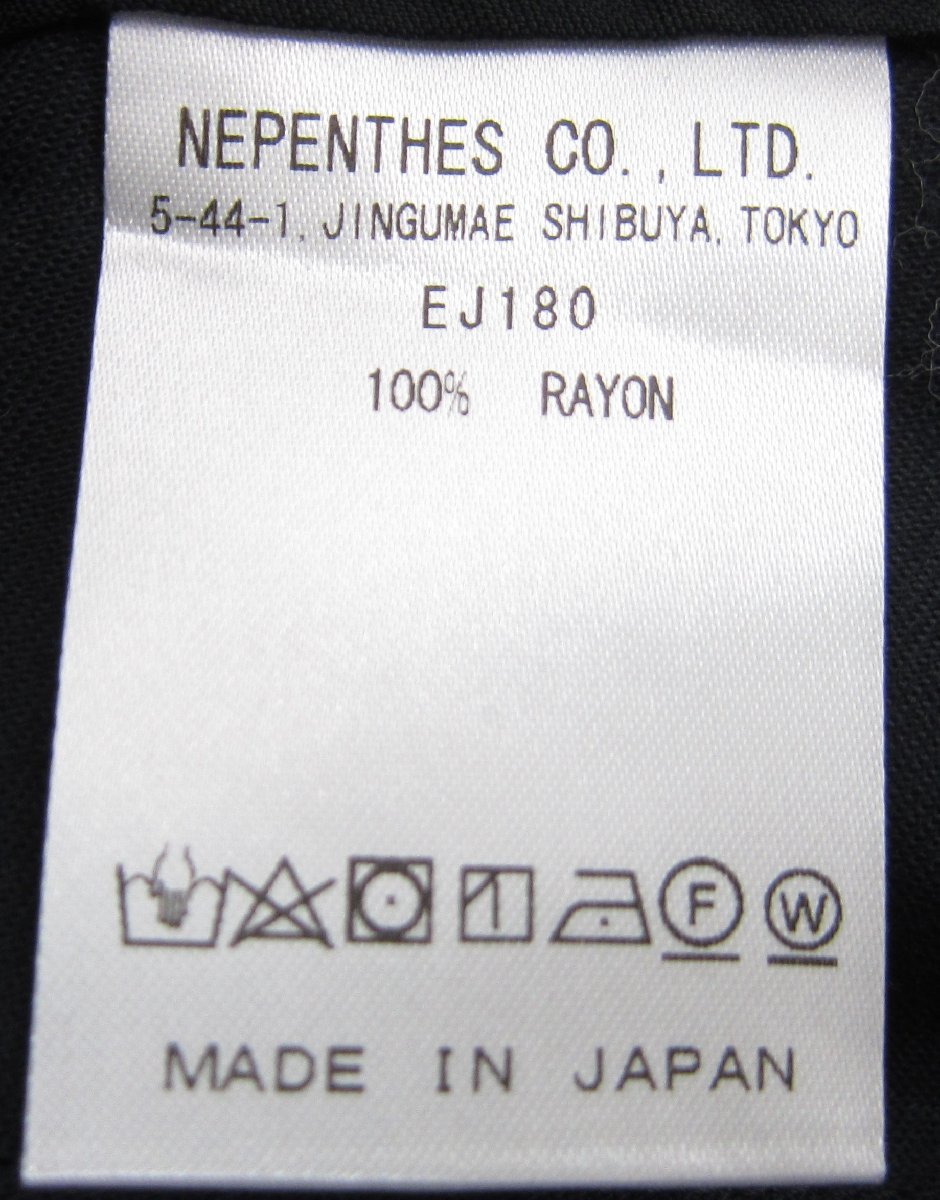 NEPENTHES CO., LTD.
5-44-1, JINGUMAE SHIBUYA, TOKYO
EJ180
100% RAYON
F W
MADE IN JAPAN